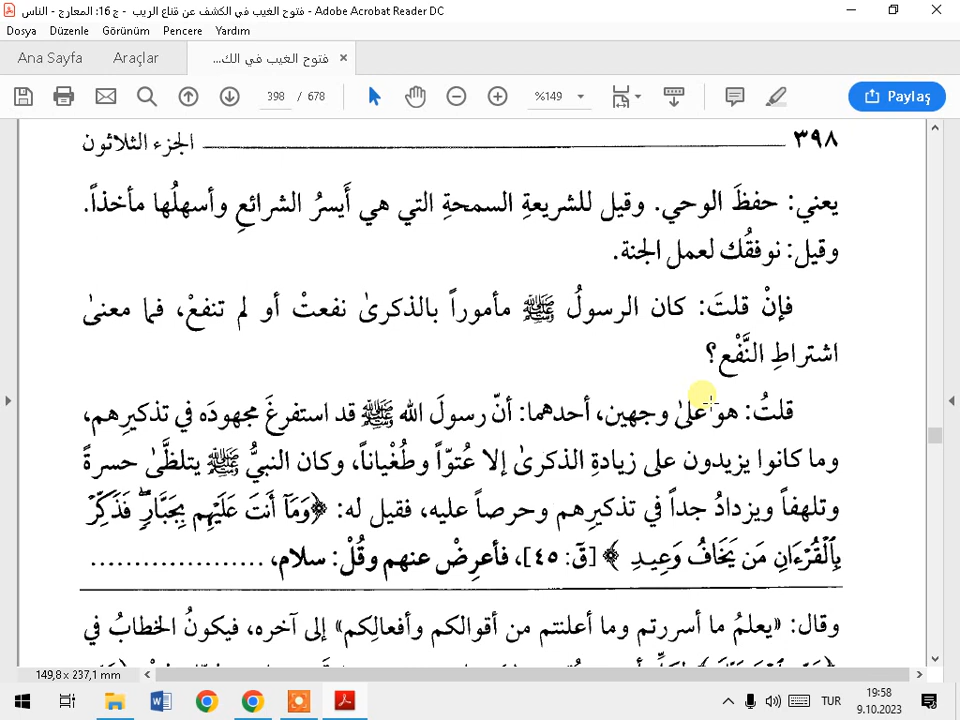 فتوح الغيب في الكشف عن قناع الريب - ج 16: المعارج - الناس - Adobe Acrobat Reader DC
Dosya Düzenle Görünüm Pencere Yardım
Ana Sayfa Araçlar فتوح الغيب في الك... ×
398 / 678 %149 Paylaş
٣٩٨ الجزء الثلاثون
يعني: حفظَ الوحي. وقيل للشريعةِ السمحةِ التي هي أَيسرُ الشرائعِ وأسهلُها مأخذاً.
وقيل: نوفقُك لعمل الجنة.
فإنْ قلتَ: كان الرسولُ ﷺ مأموراً بالذكرىٰ نفعتْ أو لم تنفعْ، فما معنىٰ
اشتراطِ النَّفْع؟
قلتُ: هو علىٰ وجهين، أحدهما: أنّ رسولَ الله ﷺ قد استفرغَ مجهودَه في تذكيرِهم،
وما كانوا يزيدون على زيادةِ الذكرىٰ إلا عُتوّاً وطُغْياناً، وكان النبيُّ ﷺ يتلظَّىٰ حسرةً
وتلهفاً ويزدادُ جداً في تذكيرِهم وحرصاً عليه، فقيل له: ﴿وَمَآ أَنتَ عَلَيْهِم بِجَبَّارٍۖ فَذَكِّرْ
بِٱلْقُرْءَانِ مَن يَخَافُ وَعِيدِ ﴾ [قَ: ٤٥]، فأعرِضْ عنهم وقُلْ: سلام، ....................
وقال: «يعلمُ ما أسررتم وما أعلنتم من أقوالكم وأفعالِكم» إلى آخره، فيكونُ الخطابُ في
149,8 x 237,1 mm
TUR 19:58
9.10.2023